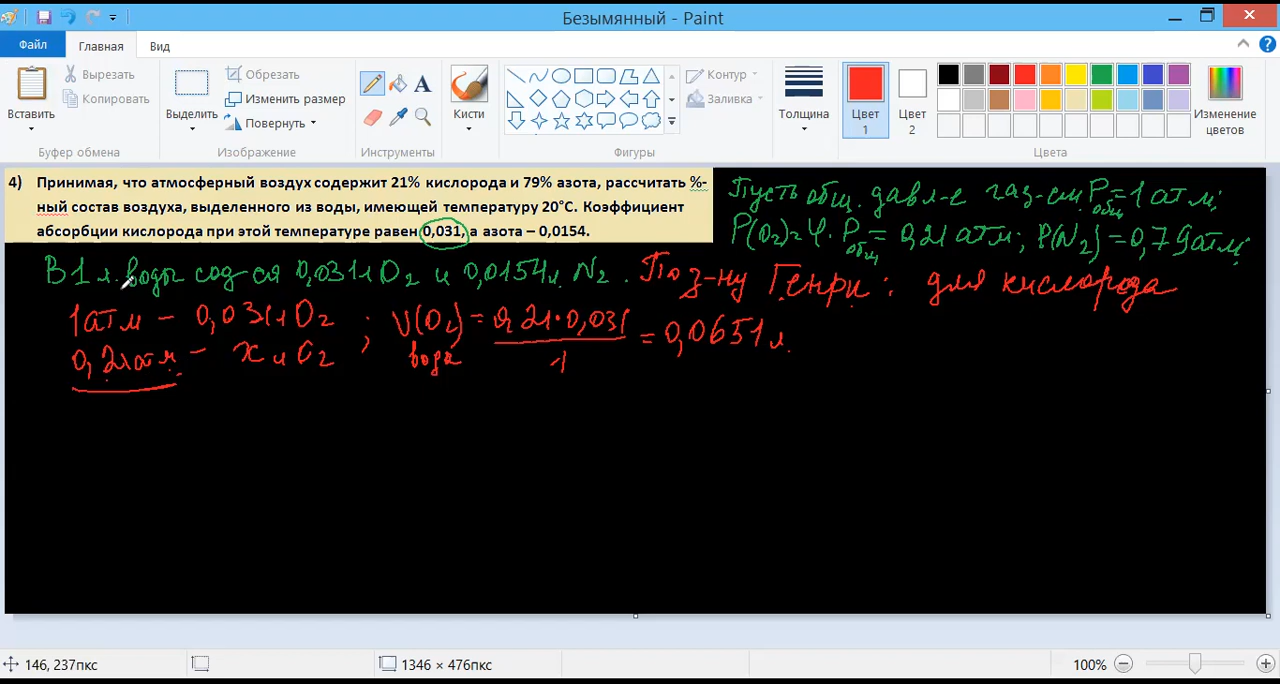 Безымянный - Paint
Файл
Главная
Вид
Вставить
Вырезать
Копировать
Буфер обмена
Выделить
Обрезать
Изменить размер
Повернуть
Изображение
Инструменты
Кисти
Контур
Заливка
Фигуры
Толщина
Цвет 1
Цвет 2
Изменение цветов
Цвета
4) Принимая, что атмосферный воздух содержит 21% кислорода и 79% азота, рассчитать %-
ный состав воздуха, выделенного из воды, имеющей температуру 20°С. Коэффициент
абсорбции кислорода при этой температуре равен 0,031, а азота – 0,0154.
Пусть общ. давл-е газ-см Pобщ = 1 атм;
P(O2)= φ · Pобщ = 0,21 атм; P(N2)=0,79 атм;
В 1 л. воды сод-ся 0,031л O2 и 0,0154л N2. По з-ну Генри: для кислорода
1 атм – 0,031л O2 ; V(O2) вода = 0,21·0,031 / 1 = 0,0651 л.
0,21 атм. – x л O2
146, 237пкс
1346 × 476пкс
100%